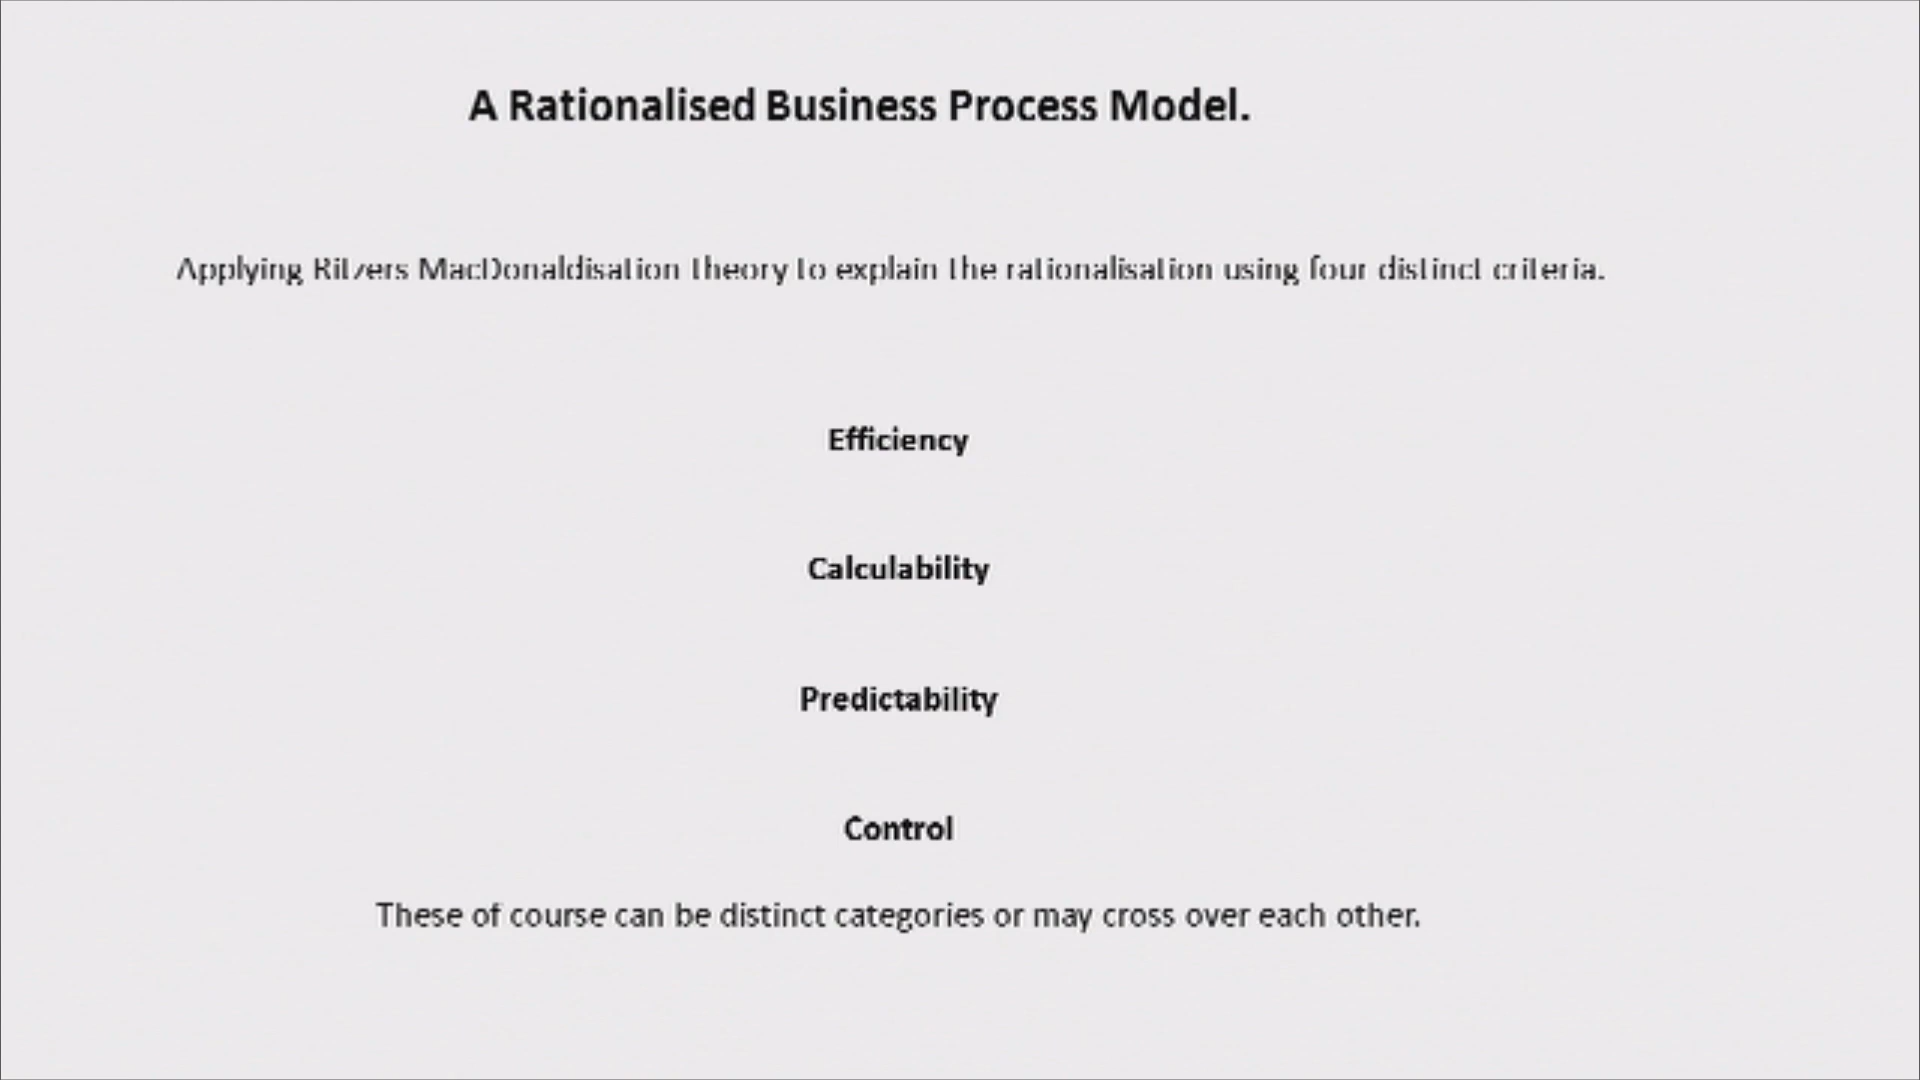 A Rationalised Business Process Model.
Applying Ritzers MacDonaldisation theory to explain the rationalisation using four distinct criteria.
Efficiency
Calculability
Predictability
Control
These of course can be distinct categories or may cross over each other.